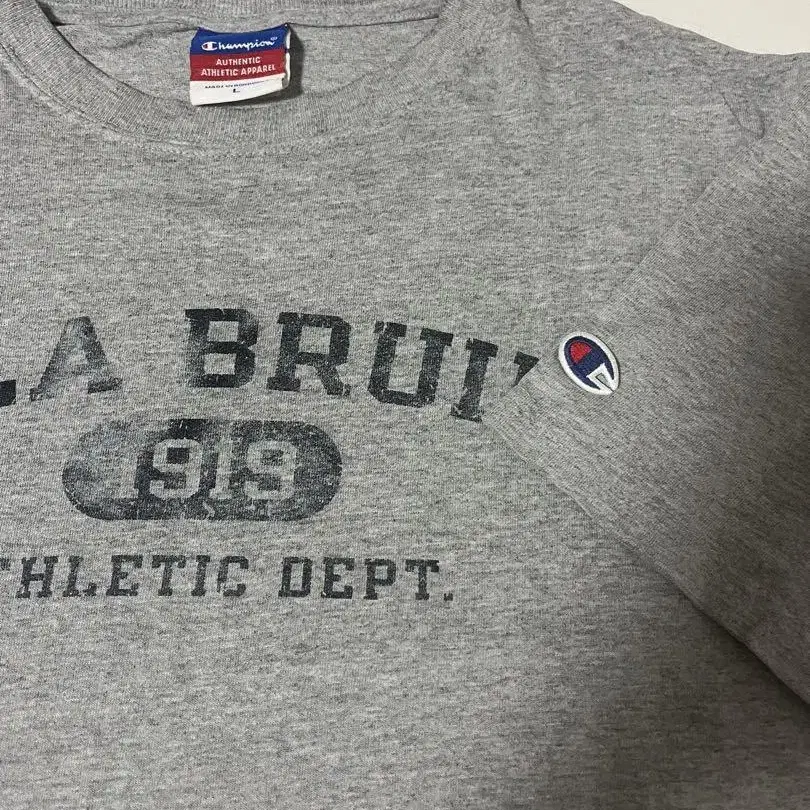 Champion
AUTHENTIC
ATHLETIC APPAREL
L
LA BRUI
1919
THLETIC DEPT.